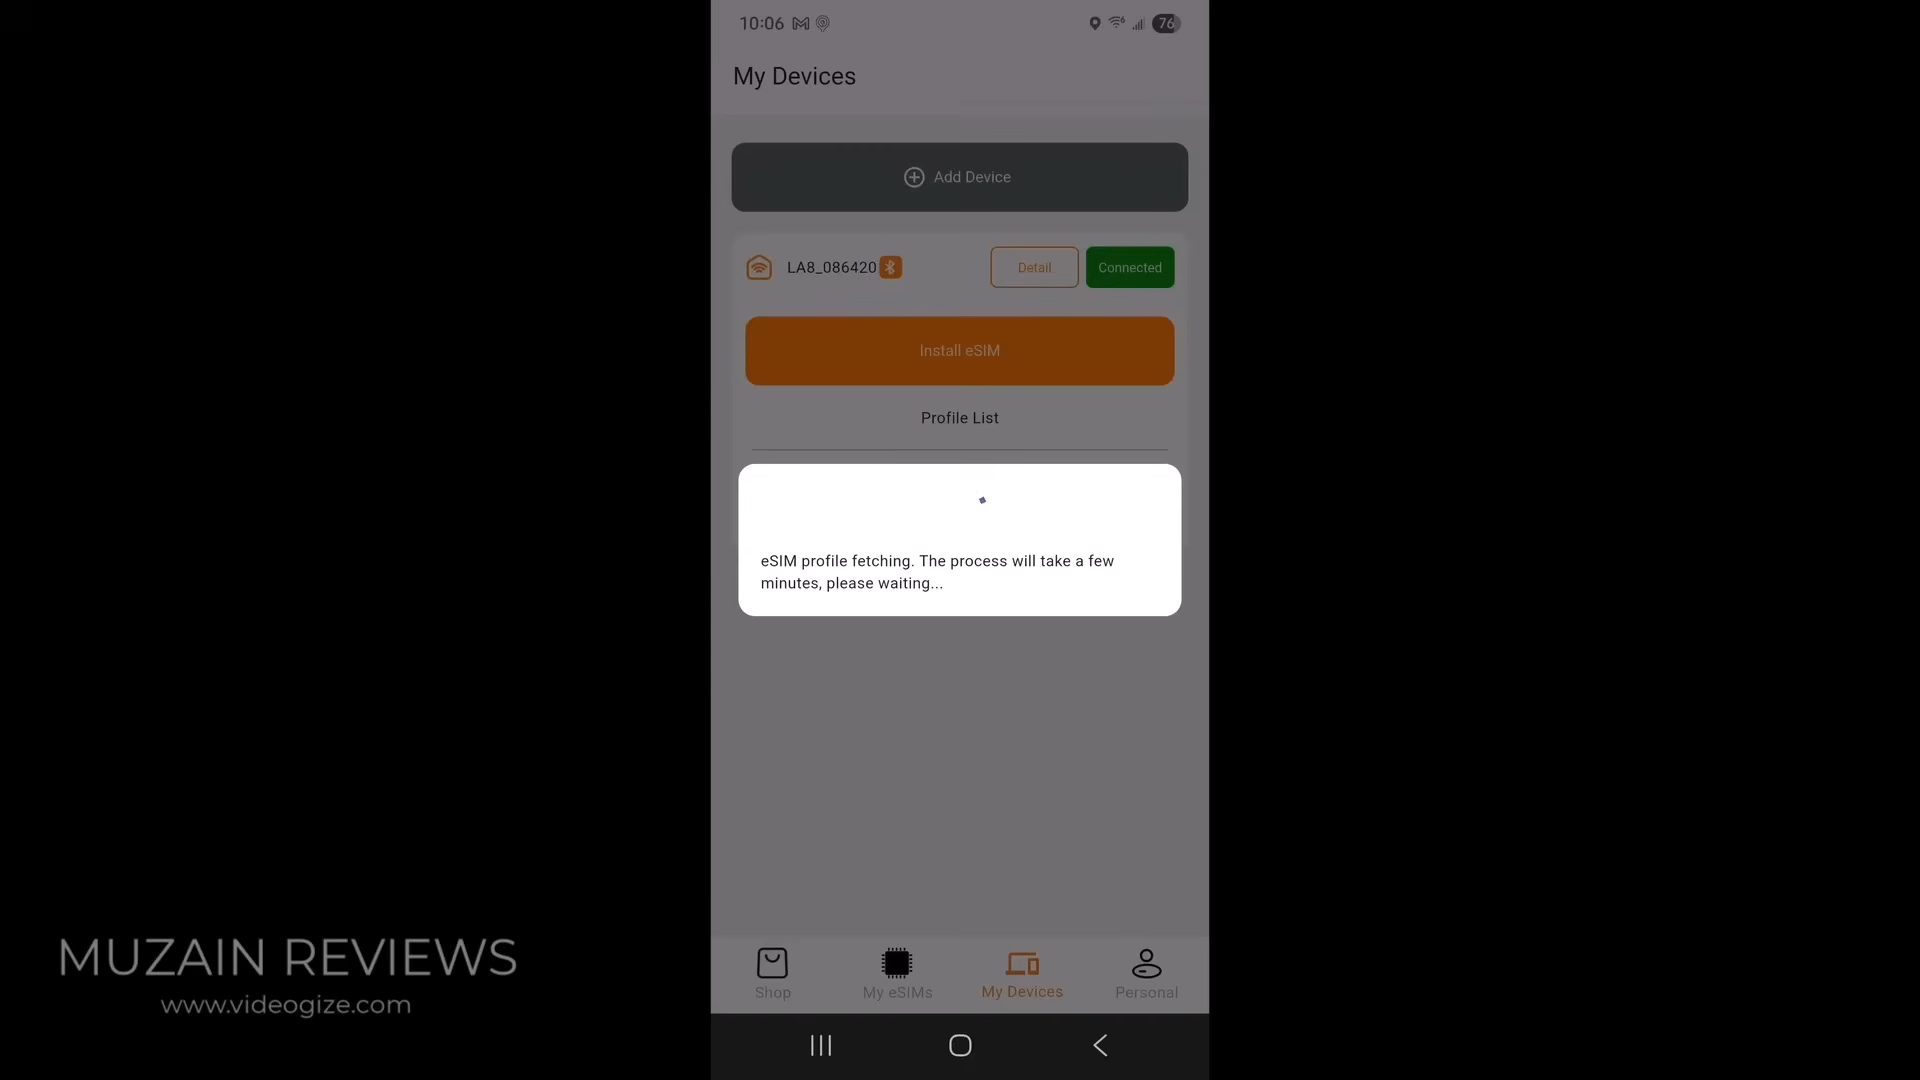 10:06
76
My Devices
Add Device
LA8_086420
Detail
Connected
Install eSIM
Profile List
eSIM profile fetching. The process will take a few
minutes, please waiting...
Shop
My eSIMs
My Devices
Personal
MUZAIN REVIEWS
www.videogize.com